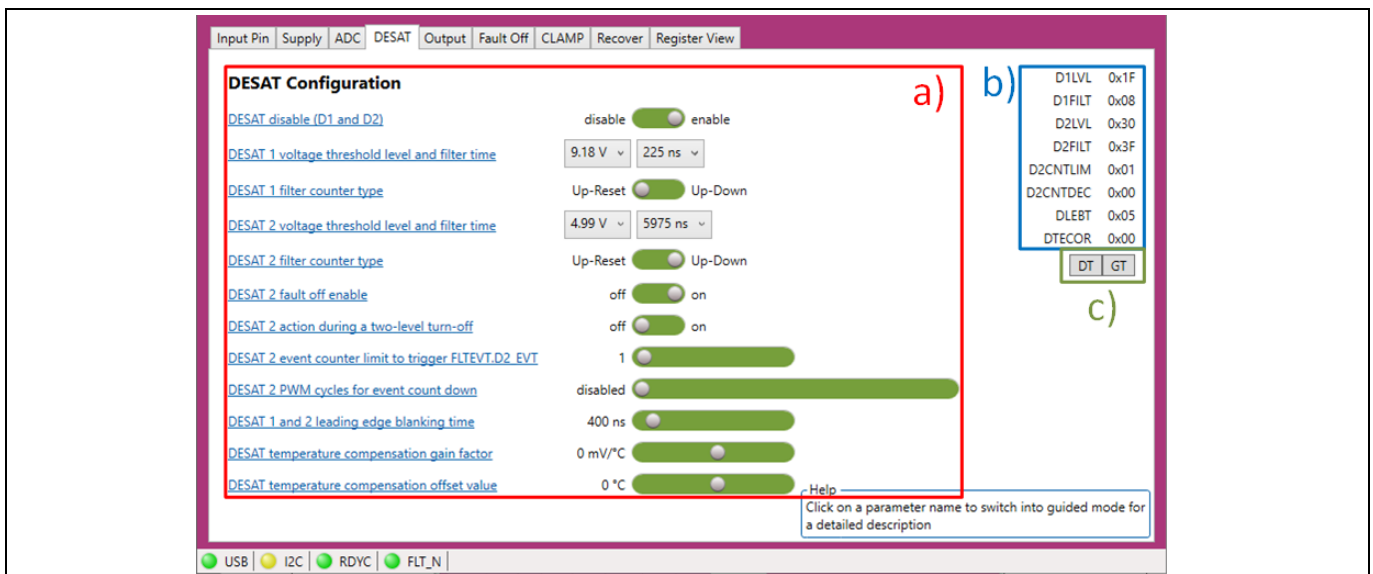 Input Pin Supply ADC DESAT Output Fault Off CLAMP Recover Register View
DESAT Configuration
a)
b)
DESAT disable (D1 and D2) disable enable
DESAT 1 voltage threshold level and filter time 9.18 V 225 ns
DESAT 1 filter counter type Up-Reset Up-Down
DESAT 2 voltage threshold level and filter time 4.99 V 5975 ns
DESAT 2 filter counter type Up-Reset Up-Down
DESAT 2 fault off enable off on
DESAT 2 action during a two-level turn-off off on
DESAT 2 event counter limit to trigger FLTEVT.D2_EVT 1
DESAT 2 PWM cycles for event count down disabled
DESAT 1 and 2 leading edge blanking time 400 ns
DESAT temperature compensation gain factor 0 mV/°C
DESAT temperature compensation offset value 0 °C
D1LVL 0x1F
D1FILT 0x08
D2LVL 0x30
D2FILT 0x3F
D2CNTLIM 0x01
D2CNTDEC 0x00
DLEBT 0x05
DTECOR 0x00
DT GT
c)
Help
Click on a parameter name to switch into guided mode for
a detailed description
USB I2C RDYC FLT_N